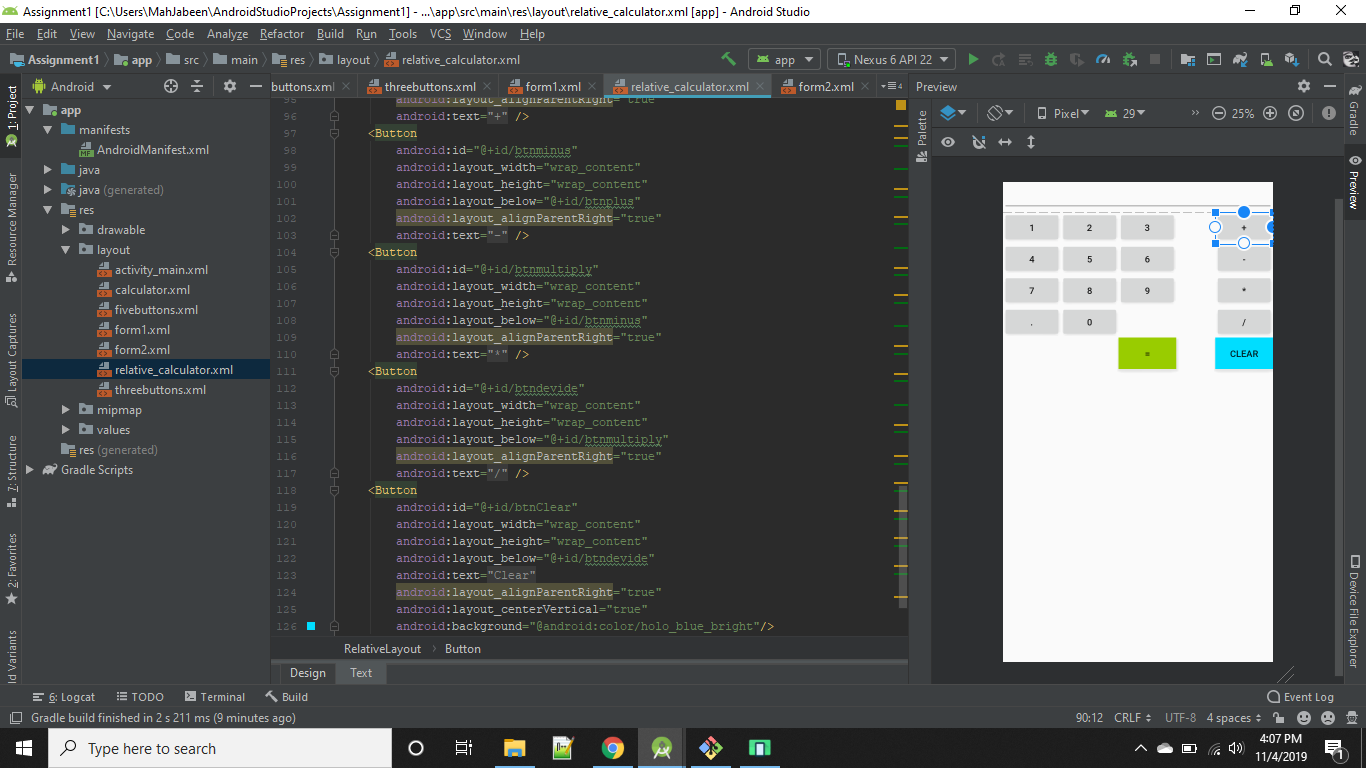 Assignment1 [C:\Users\MahJabeen\AndroidStudioProjects\Assignment1] - ...\app\src\main\res\layout\relative_calculator.xml [app] - Android Studio
File Edit View Navigate Code Analyze Refactor Build Run Tools VCS Window Help
Assignment1 app src main res layout relative_calculator.xml app Nexus 6 API 22
Android buttons.xml threebuttons.xml form1.xml relative_calculator.xml form2.xml 4 Preview
1: Project
Resource Manager
Layout Captures
7: Structure
2: Favorites
ld Variants
app
manifests
AndroidManifest.xml
java
java (generated)
res
drawable
layout
activity_main.xml
calculator.xml
fivebuttons.xml
form1.xml
form2.xml
relative_calculator.xml
threebuttons.xml
mipmap
values
res (generated)
Gradle Scripts
95 android:layout_alignParentRight="true"
96 android:text="+" />
97 <Button
98 android:id="@+id/btnminus"
99 android:layout_width="wrap_content"
100 android:layout_height="wrap_content"
101 android:layout_below="@+id/btnplus"
102 android:layout_alignParentRight="true"
103 android:text="-" />
104 <Button
105 android:id="@+id/btnmultiply"
106 android:layout_width="wrap_content"
107 android:layout_height="wrap_content"
108 android:layout_below="@+id/btnminus"
109 android:layout_alignParentRight="true"
110 android:text="*" />
111 <Button
112 android:id="@+id/btndevide"
113 android:layout_width="wrap_content"
114 android:layout_height="wrap_content"
115 android:layout_below="@+id/btnmultiply"
116 android:layout_alignParentRight="true"
117 android:text="/" />
118 <Button
119 android:id="@+id/btnClear"
120 android:layout_width="wrap_content"
121 android:layout_height="wrap_content"
122 android:layout_below="@+id/btndevide"
123 android:text="Clear"
124 android:layout_alignParentRight="true"
125 android:layout_centerVertical="true"
126 android:background="@android:color/holo_blue_bright"/>
RelativeLayout Button
Design Text
Palette
Pixel 29 » 25%
1 2 3 +
4 5 6 -
7 8 9 *
. 0 /
= CLEAR
Gradle
Preview
Device File Explorer
6: Logcat TODO Terminal Build Event Log
Gradle build finished in 2 s 211 ms (9 minutes ago) 90:12 CRLF UTF-8 4 spaces
Type here to search
4:07 PM
11/4/2019
1